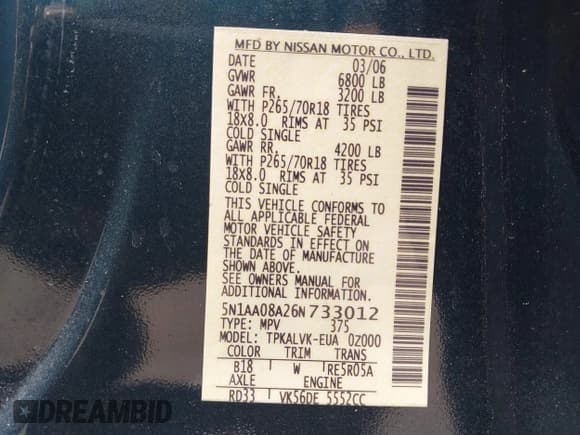 MFD BY NISSAN MOTOR CO., LTD.
DATE 03/06
GVWR 6800 LB
GAWR FR. 3200 LB
WITH P265/70R18 TIRES
18X8.0 RIMS AT 35 PSI
COLD SINGLE
GAWR RR. 4200 LB
WITH P265/70R18 TIRES
18X8.0 RIMS AT 35 PSI
COLD SINGLE
THIS VEHICLE CONFORMS TO
ALL APPLICABLE FEDERAL
MOTOR VEHICLE SAFETY
STANDARDS IN EFFECT ON
THE DATE OF MANUFACTURE
SHOWN ABOVE.
SEE OWNERS MANUAL FOR
ADDITIONAL INFORMATION.
5N1AA08A26N733012
TYPE: MPV 375
MODEL: TPKALVK-EUA 0Z000
COLOR TRIM TRANS
B18 W RE5R05A
AXLE ENGINE
RD33 VK56DE 5552CC
DREAMBID